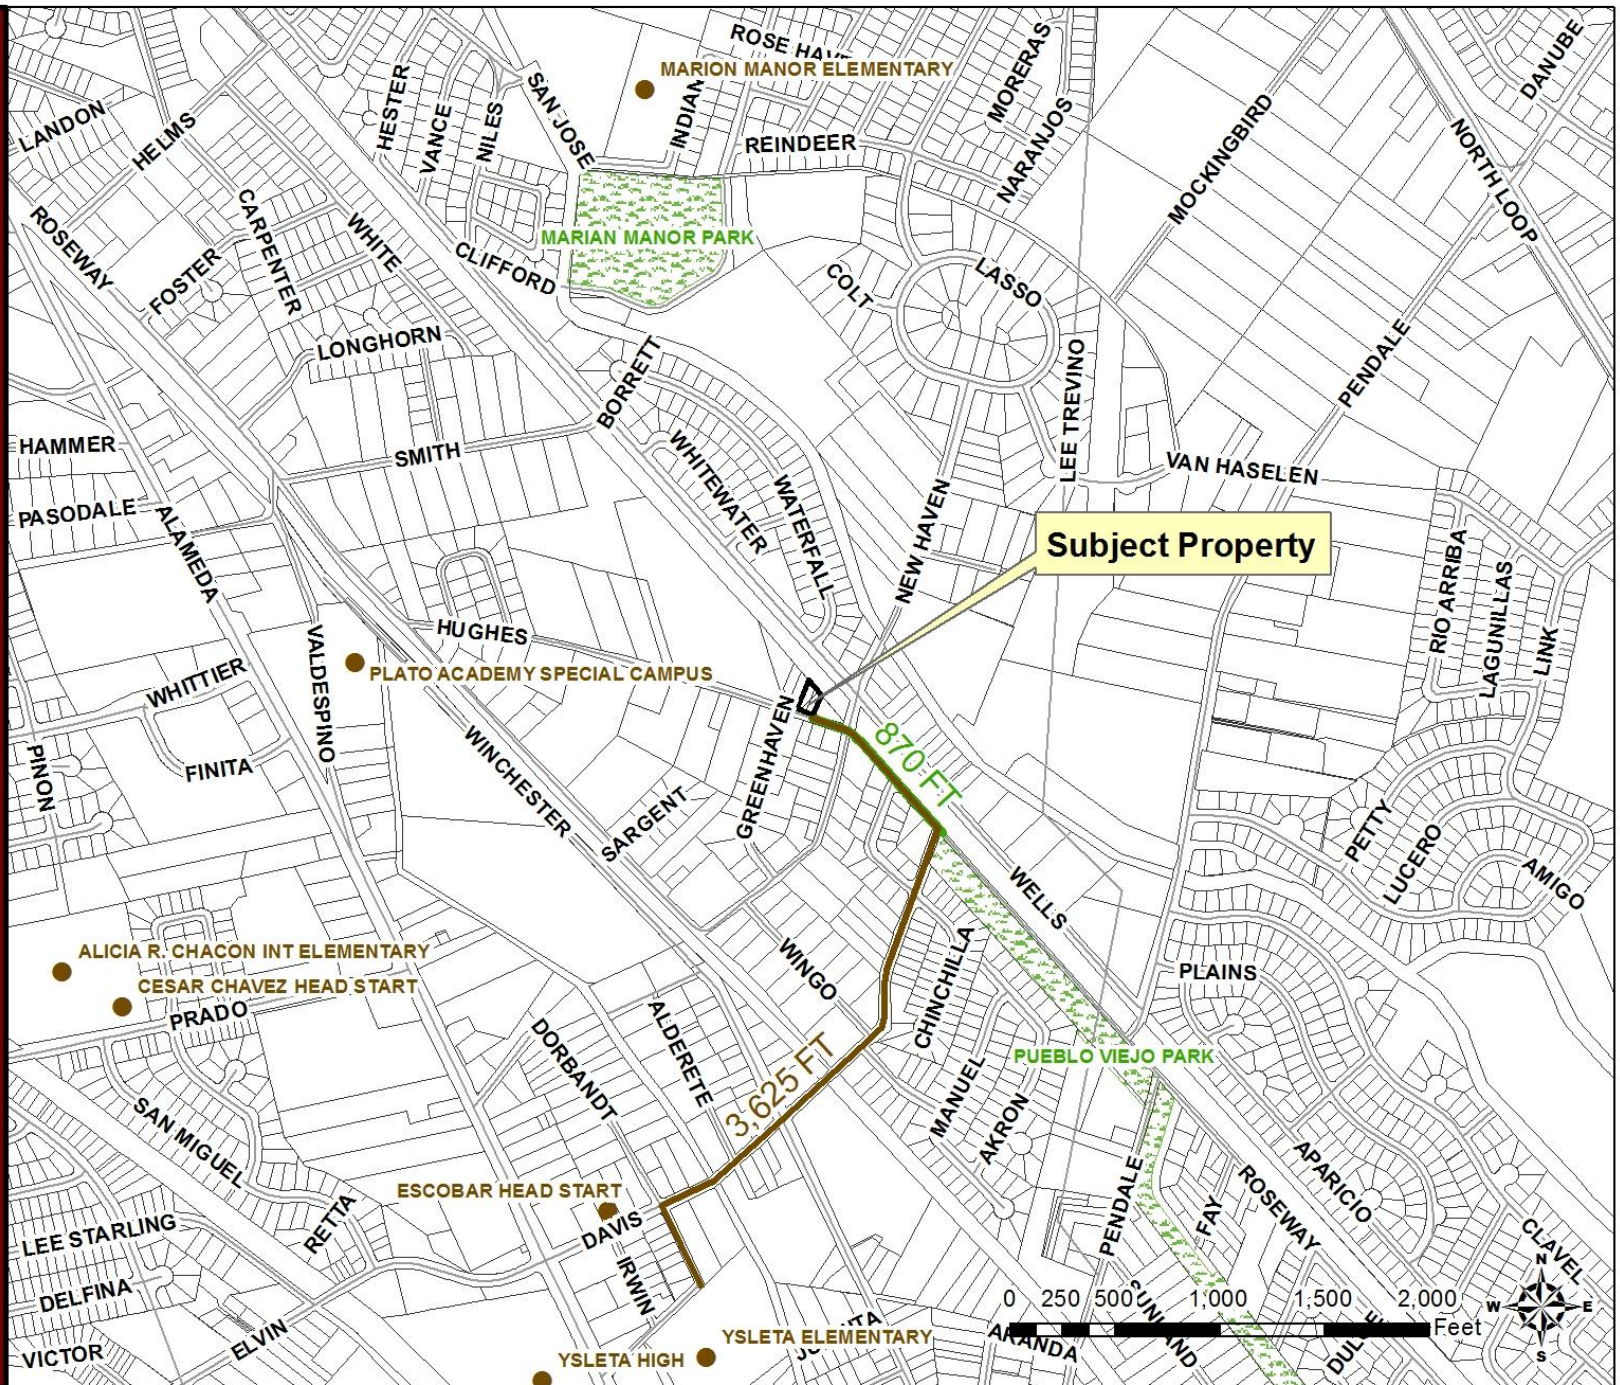 ROSE HAV
MARION MANOR ELEMENTARY
MORERAS
DANUBE
HESTER
SAN JOSE
INDIAN
LANDON
HELMS
VANCE
NILES
REINDEER
NARANJOS
MOCKINGBIRD
NORTH LOOP
ROSEWAY
CARPENTER
WHITE
MARIAN MANOR PARK
FOSTER
CLIFFORD
COLT
LASSO
LONGHORN
BORRETT
LEE TREVINO
PENDALE
HAMMER
SMITH
WHITEWATER
WATERFALL
VAN HASELEN
PASODALE
ALAMEDA
NEW HAVEN
Subject Property
RIO ARRIBA
LAGUNILLAS
LINK
HUGHES
VALDESPINO
PLATO ACADEMY SPECIAL CAMPUS
WHITTIER
GREENHAVEN
870 FT
PINON
FINITA
WINCHESTER
SARGENT
PETTY
LUCERO
AMIGO
WELLS
ALICIA R. CHACON INT ELEMENTARY
CESAR CHAVEZ HEAD START
WINGO
CHINCHILLA
PLAINS
PRADO
DORBANDT
ALDERETE
3,625 FT
PUEBLO VIEJO PARK
MANUEL
AKRON
SAN MIGUEL
APARICIO
ESCOBAR HEAD START
PENDALE
FAY
ROSEWAY
LEE STARLING
RETTA
DAVIS
CLAVEL
DELFINA
IRWIN
N
0 250 500 1,000 1,500 2,000
W E
Feet
S
SUNLAND
VICTOR
ELVIN
YSLETA ELEMENTARY
YSLETA HIGH
ARANDA